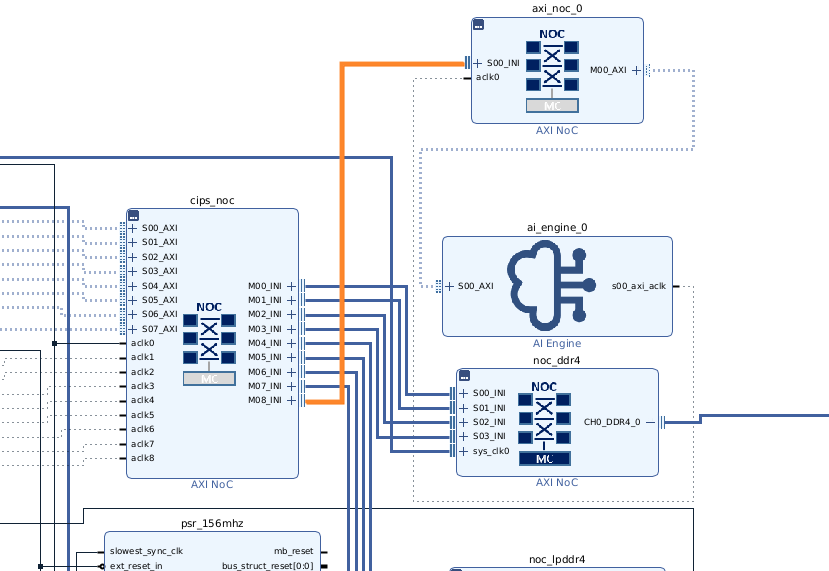 axi_noc_0
NOC
S00_INI
aclk0
M00_AXI
MC
AXI NoC
cips_noc
S00_AXI
S01_AXI
S02_AXI
S03_AXI
S04_AXI
S05_AXI
S06_AXI
S07_AXI
aclk0
aclk1
aclk2
aclk3
aclk4
aclk5
aclk6
aclk7
aclk8
NOC
MC
M00_INI
M01_INI
M02_INI
M03_INI
M04_INI
M05_INI
M06_INI
M07_INI
M08_INI
AXI NoC
ai_engine_0
S00_AXI
s00_axi_aclk
AI Engine
noc_ddr4
NOC
S00_INI
S01_INI
S02_INI
S03_INI
sys_clk0
CH0_DDR4_0
MC
AXI NoC
psr_156mhz
slowest_sync_clk
ext_reset_in
mb_reset
bus_struct_reset[0:0]
noc_lpddr4